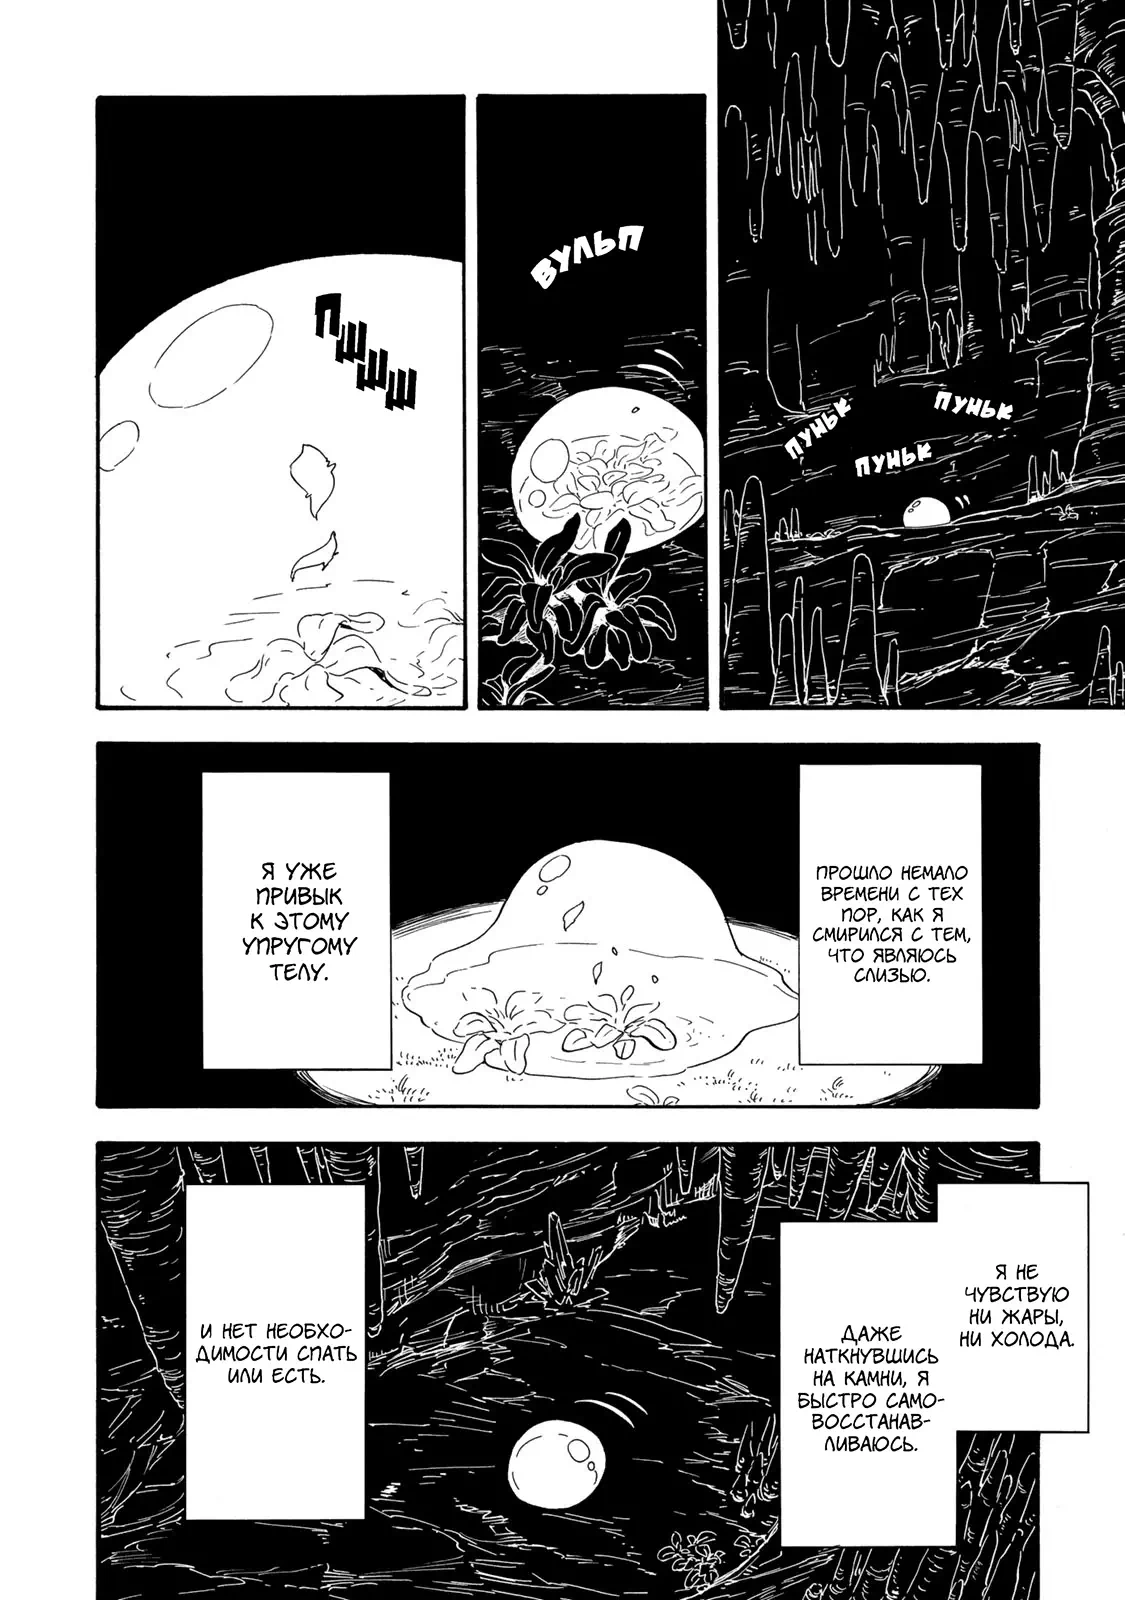 ПУНЬК
ПУНЬК
ПУНЬК
ВУЛЬП
ПШШШ
ПРОШЛО НЕМАЛО
ВРЕМЕНИ С ТЕХ
ПОР, КАК Я
СМИРИЛСЯ С ТЕМ,
ЧТО ЯВЛЯЮСЬ
СЛИЗЬЮ.
Я УЖЕ
ПРИВЫК
К ЭТОМУ
УПРУГОМУ
ТЕЛУ.
Я НЕ
ЧУВСТВУЮ
НИ ЖАРЫ,
НИ ХОЛОДА.
ДАЖЕ
НАТКНУВШИСЬ
НА КАМНИ, Я
БЫСТРО САМО-
ВОССТАНАВ-
ЛИВАЮСЬ.
И НЕТ НЕОБХО-
ДИМОСТИ СПАТЬ
ИЛИ ЕСТЬ.